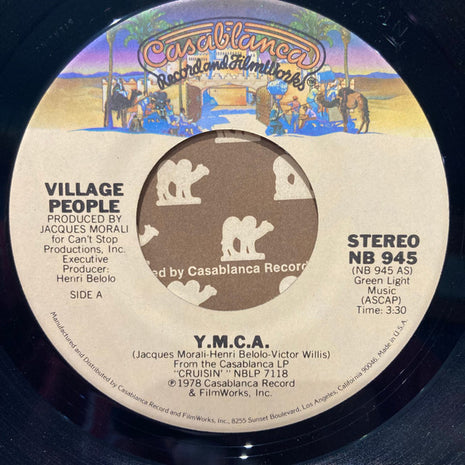 Casablanca
Record and FilmWorks®
VILLAGE
PEOPLE
PRODUCED BY
JACQUES MORALI
for Can't Stop
Productions, Inc.
Executive
Producer:
Henri Belolo
SIDE A
STEREO
NB 945
(NB 945 AS)
Green Light
Music
(ASCAP)
Time: 3:30
ed by Casablanca Record
Y.M.C.A.
(Jacques Morali-Henri Belolo-Victor Willis)
From the Casablanca LP
"CRUISIN' " NBLP 7118
℗ 1978 Casablanca Record
& FilmWorks, Inc.
Manufactured and Distributed by Casablanca Record and FilmWorks, Inc., 8255 Sunset Boulevard, Los Angeles, California 90046. Made in U.S.A.